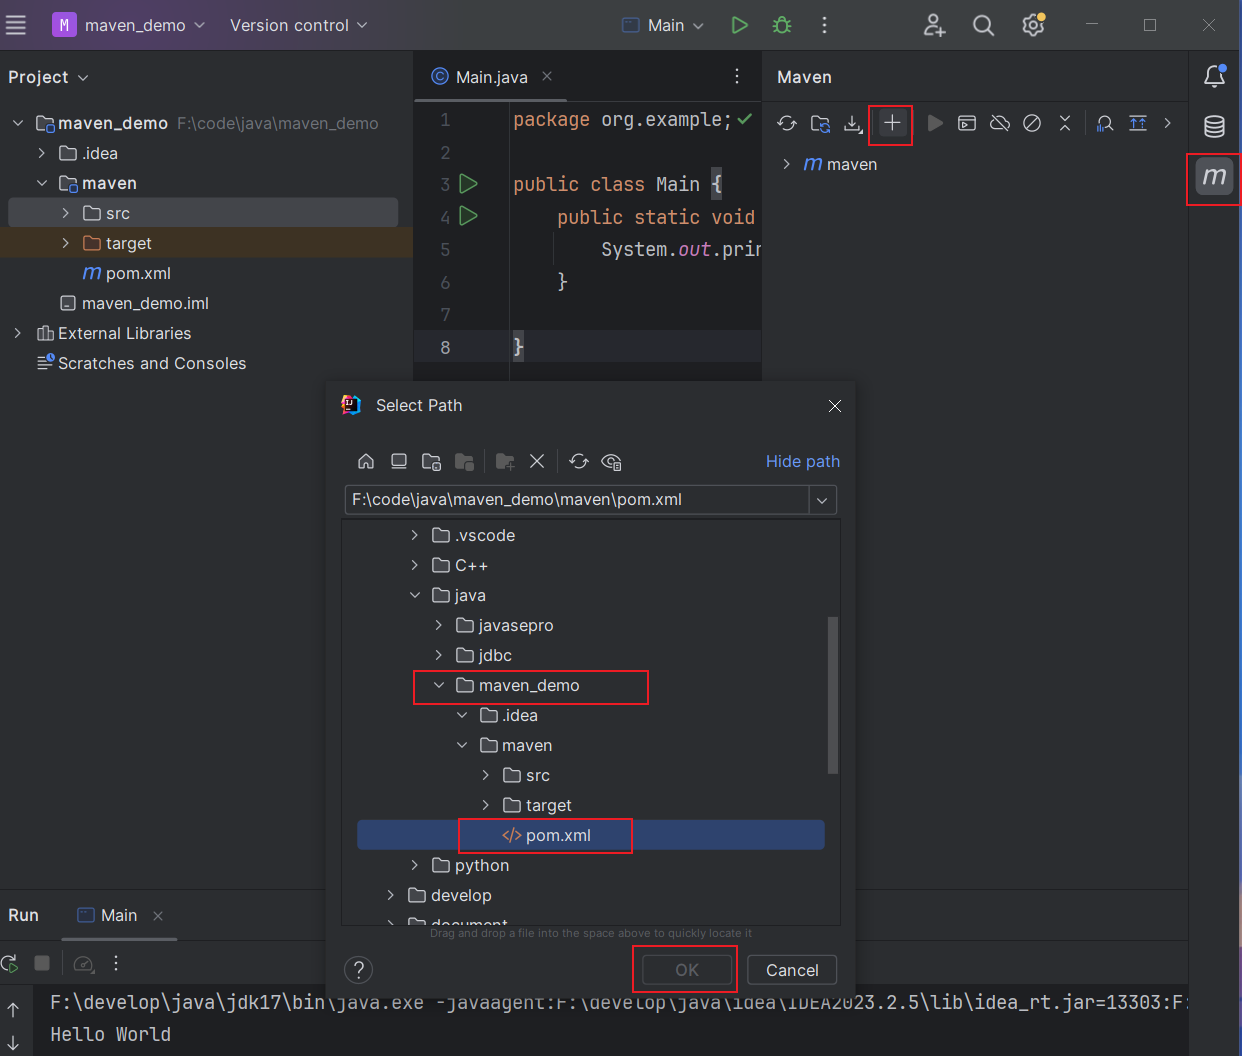 M maven_demo Version control Main
Project
maven_demo F:\code\java\maven_demo
.idea
maven
src
target
m pom.xml
maven_demo.iml
External Libraries
Scratches and Consoles
C Main.java
1 package org.example;
2
3 public class Main {
4 public static void
5 System.out.prin
6 }
7
8 }
Maven
m maven
m
Select Path
Hide path
F:\code\java\maven_demo\maven\pom.xml
.vscode
C++
java
javasepro
jdbc
maven_demo
.idea
maven
src
target
</> pom.xml
python
develop
document
Drag and drop a file into the space above to quickly locate it
? OK Cancel
Run Main
F:\develop\java\jdk17\bin\java.exe -javaagent:F:\develop\java\idea\IDEA2023.2.5\lib\idea_rt.jar=13303:F:
Hello World